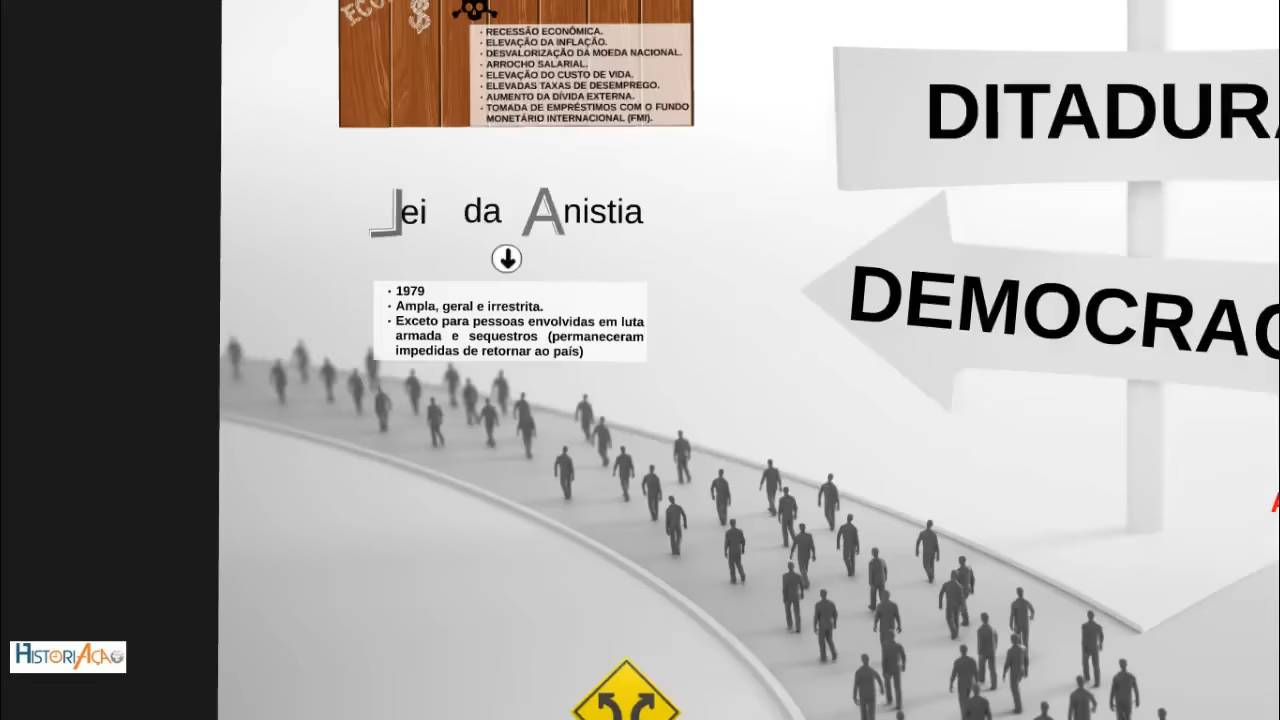 ECO
$
· RECESSÃO ECONÔMICA.
· ELEVAÇÃO DA INFLAÇÃO.
· DESVALORIZAÇÃO DA MOEDA NACIONAL.
· ARROCHO SALARIAL.
· ELEVAÇÃO DO CUSTO DE VIDA.
· ELEVADAS TAXAS DE DESEMPREGO.
· AUMENTO DA DÍVIDA EXTERNA.
· TOMADA DE EMPRÉSTIMOS COM O FUNDO
MONETÁRIO INTERNACIONAL (FMI).
DITADURA
Lei da Anistia
· 1979
· Ampla, geral e irrestrita.
· Exceto para pessoas envolvidas em luta
armada e sequestros (permaneceram
impedidas de retornar ao país)
DEMOCRAC
A
HISTORIAÇÃO